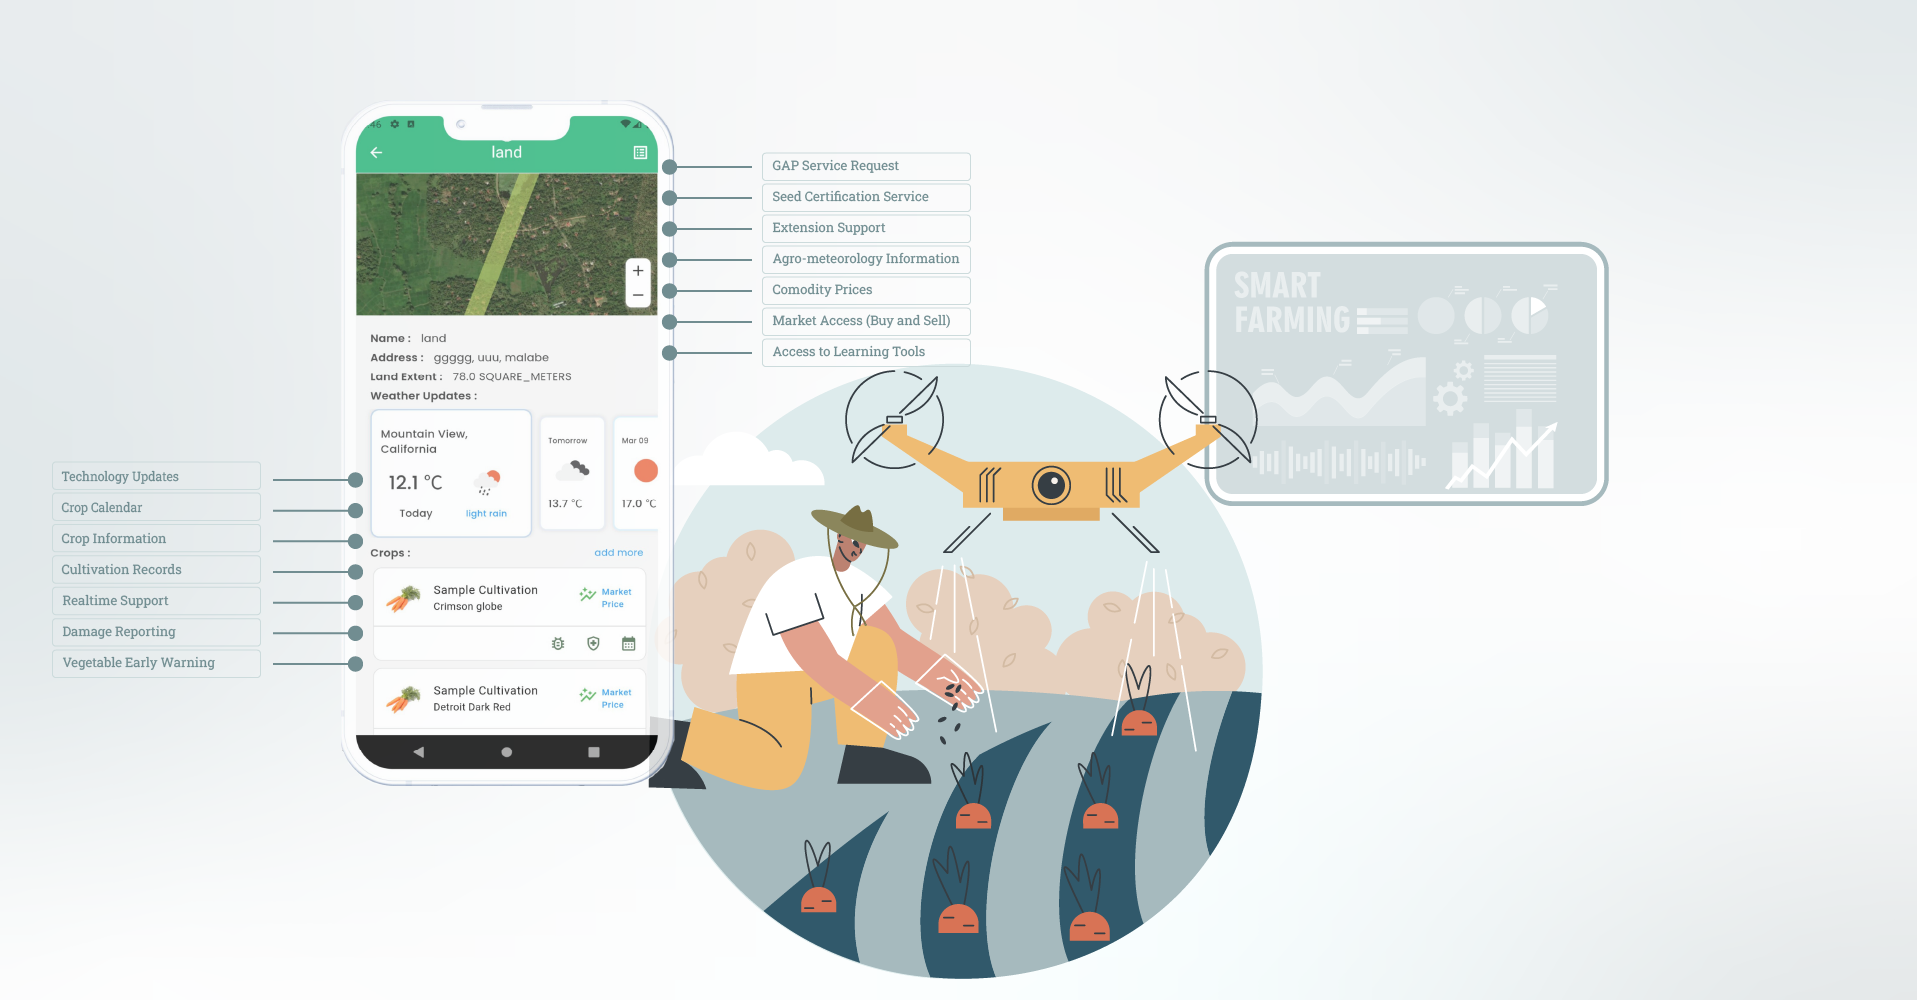 :46
land
Name : land
Address : ggggg, uuu, malabe
Land Extent : 78.0 SQUARE_METERS
Weather Updates :
Mountain View,
California
12.1 °C
Today
light rain
Tomorrow
13.7 °C
Mar 09
17.0 °C
Crops :
add more
Sample Cultivation
Crimson globe
Market
Price
Sample Cultivation
Detroit Dark Red
Market
Price
Technology Updates
Crop Calendar
Crop Information
Cultivation Records
Realtime Support
Damage Reporting
Vegetable Early Warning
GAP Service Request
Seed Certification Service
Extension Support
Agro-meteorology Information
Comodity Prices
Market Access (Buy and Sell)
Access to Learning Tools
SMART
FARMING